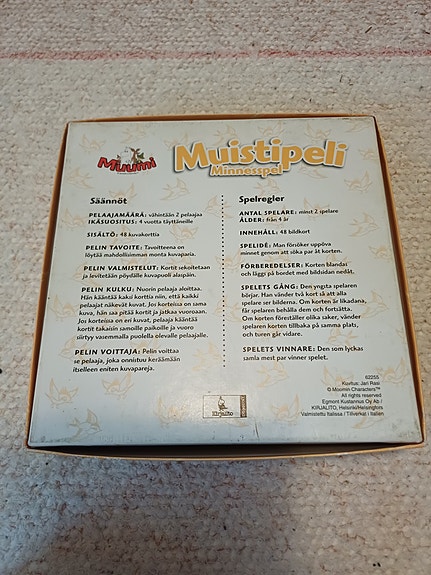 Muumi
Muistipeli
Minnesspel
Säännöt
PELAAJAMÄÄRÄ: vähintään 2 pelaajaa
IKÄSUOSITUS: 4 vuotta täyttäneille
SISÄLTÖ: 48 kuvakorttia
PELIN TAVOITE: Tavoitteena on
löytää mahdollisimman monta kuvaparia.
PELIN VALMISTELUT: Kortit sekoitetaan
ja levitetään pöydälle kuvapuoli alaspäin.
PELIN KULKU: Nuorin pelaaja aloittaa.
Hän kääntää kaksi korttia niin, että kaikki
pelaajat näkevät kuvat. Jos korteissa on sama
kuva, hän saa pitää kortit ja jatkaa vuoroaan.
Jos korteissa on eri kuvat, pelaaja kääntää
kortit takaisin samoille paikoille ja vuoro
siirtyy vasemmalla puolella olevalle pelaajalle.
PELIN VOITTAJA: Pelin voittaa
se pelaaja, joka onnistuu keräämään
itselleen eniten kuvapareja.
Spelregler
ANTAL SPELARE: minst 2 spelare
ÅLDER: från 4 år
INNEHÅLL: 48 bildkort
SPELIDÉ: Man försöker uppöva
minnet genom att söka par åt korten.
FÖRBEREDELSER: Korten blandas
och läggs på bordet med bildsidan nedåt.
SPELETS GÅNG: Den yngsta spelaren
börjar. Han vänder två kort så att alla
spelare ser bilderna. Om korten är likadana,
får spelaren behålla dem och fortsätta.
Om korten föreställer olika saker, vänder
spelaren korten tillbaka på samma plats,
och turen går vidare.
SPELETS VINNARE: Den som lyckas
samla mest par vinner spelet.
Kirjalito
62255
Kuvitus: Jari Rasi
© Moomin Characters™
All rights reserved
Egmont Kustannus Oy Ab /
KIRJALITO, Helsinki/Helsingfors
Valmistettu Italiassa / Tillverkat i Italien